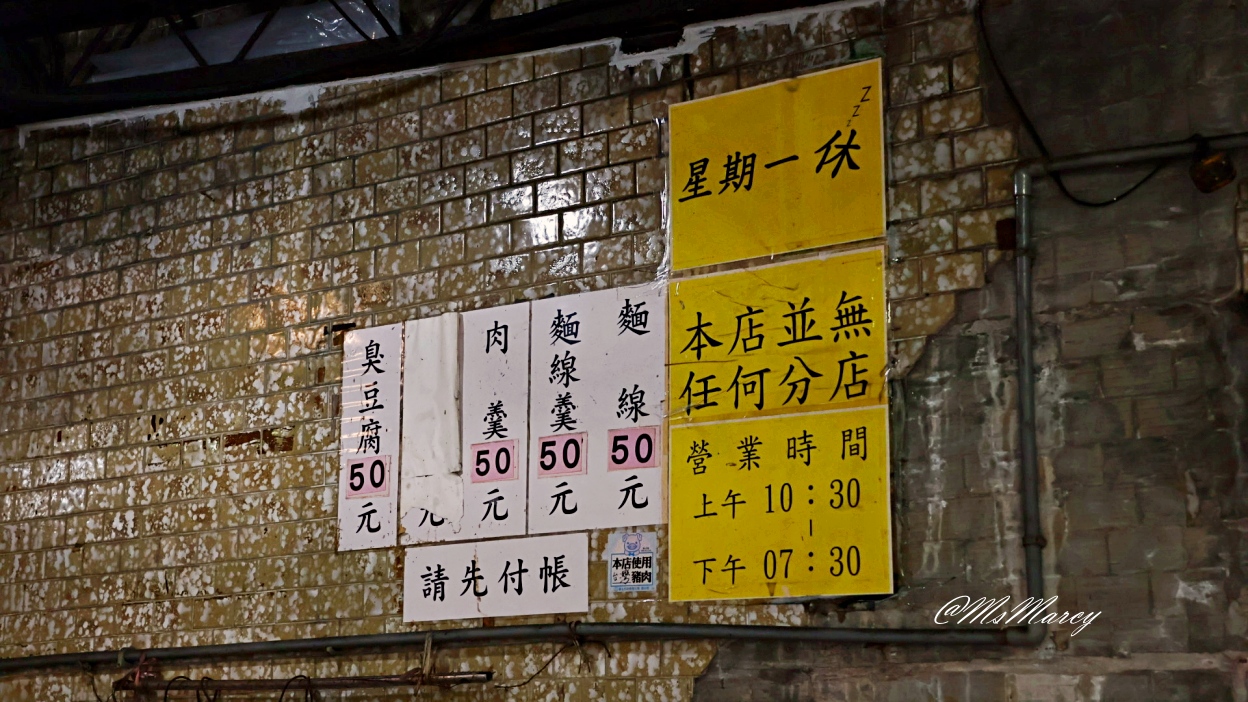 星期一休
zzZ
本店並無
任何分店
營業時間
上午 10:30
|
下午 07:30
麵線
50
元
麵線羹
50
元
肉羹
50
元
元
臭豆腐
50
元
請先付帳
本店使用
豬肉
@MsMarcy